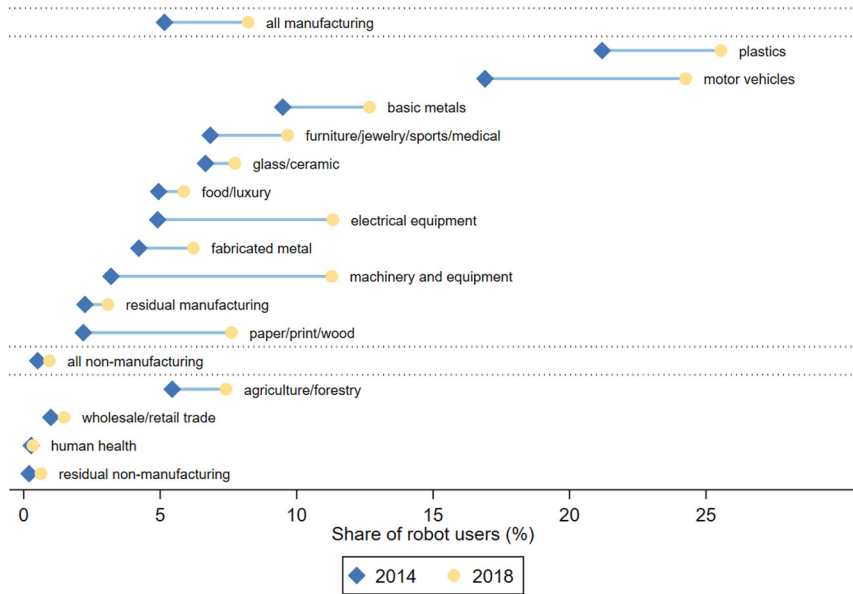 all manufacturing
plastics
motor vehicles
basic metals
furniture/jewelry/sports/medical
glass/ceramic
food/luxury
electrical equipment
fabricated metal
machinery and equipment
residual manufacturing
paper/print/wood
all non-manufacturing
agriculture/forestry
wholesale/retail trade
human health
residual non-manufacturing
0 5 10 15 20 25
Share of robot users (%)
2014 2018